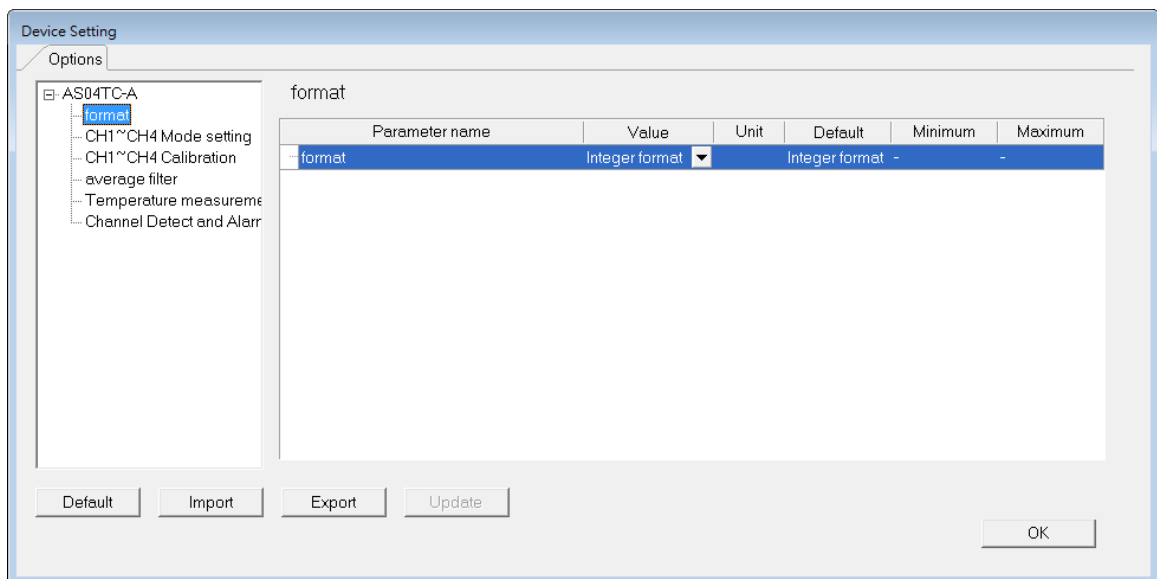 Device Setting
Options
AS04TC-A
format
CH1~CH4 Mode setting
CH1~CH4 Calibration
average filter
Temperature measureme
Channel Detect and Alarr
format
Parameter name Value Unit Default Minimum Maximum
format Integer format Integer format - -
Default Import Export Update
OK